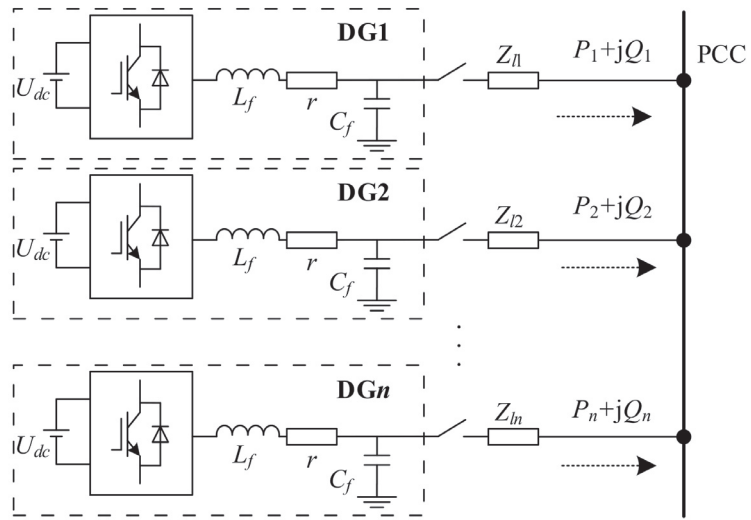 DG1
U_dc
L_f
r
C_f
Z_l1
P_1+jQ_1
PCC
DG2
U_dc
L_f
r
C_f
Z_l2
P_2+jQ_2
DGn
U_dc
L_f
r
C_f
Z_ln
P_n+jQ_n